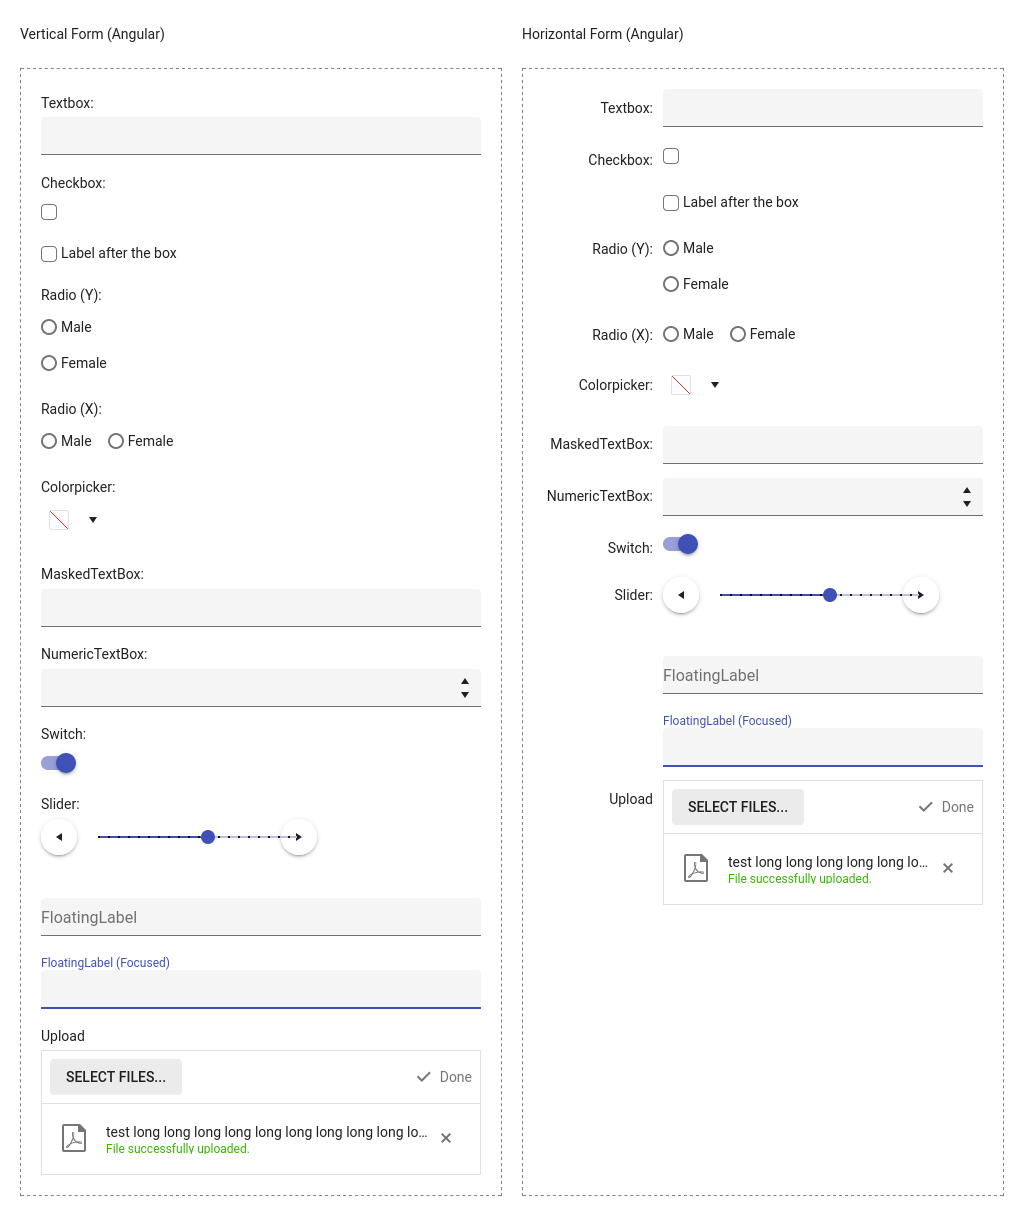 Vertical Form (Angular)
Textbox:
Checkbox:
Label after the box
Radio (Y):
Male
Female
Radio (X):
Male Female
Colorpicker:
MaskedTextBox:
NumericTextBox:
Switch:
Slider:
FloatingLabel
FloatingLabel (Focused)
Upload
SELECT FILES... Done
test long long long long long long long long long lo...
File successfully uploaded.
Horizontal Form (Angular)
Textbox:
Checkbox:
Label after the box
Radio (Y): Male
Female
Radio (X): Male Female
Colorpicker:
MaskedTextBox:
NumericTextBox:
Switch:
Slider:
FloatingLabel
FloatingLabel (Focused)
Upload SELECT FILES... Done
test long long long long long lo...
File successfully uploaded.